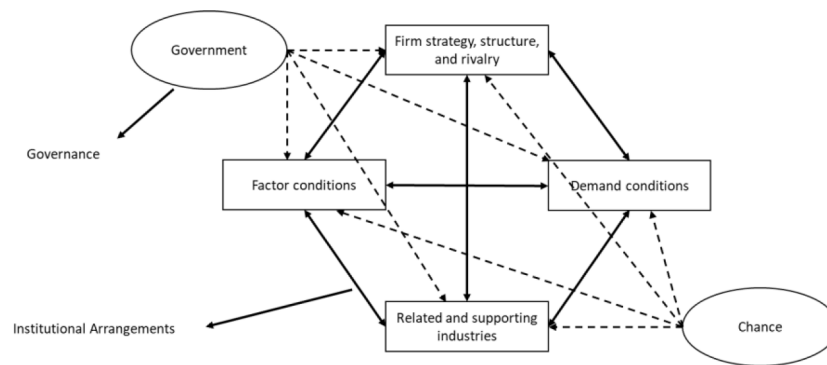 Government
Firm strategy, structure,
and rivalry
Governance
Factor conditions
Demand conditions
Institutional Arrangements
Related and supporting
industries
Chance